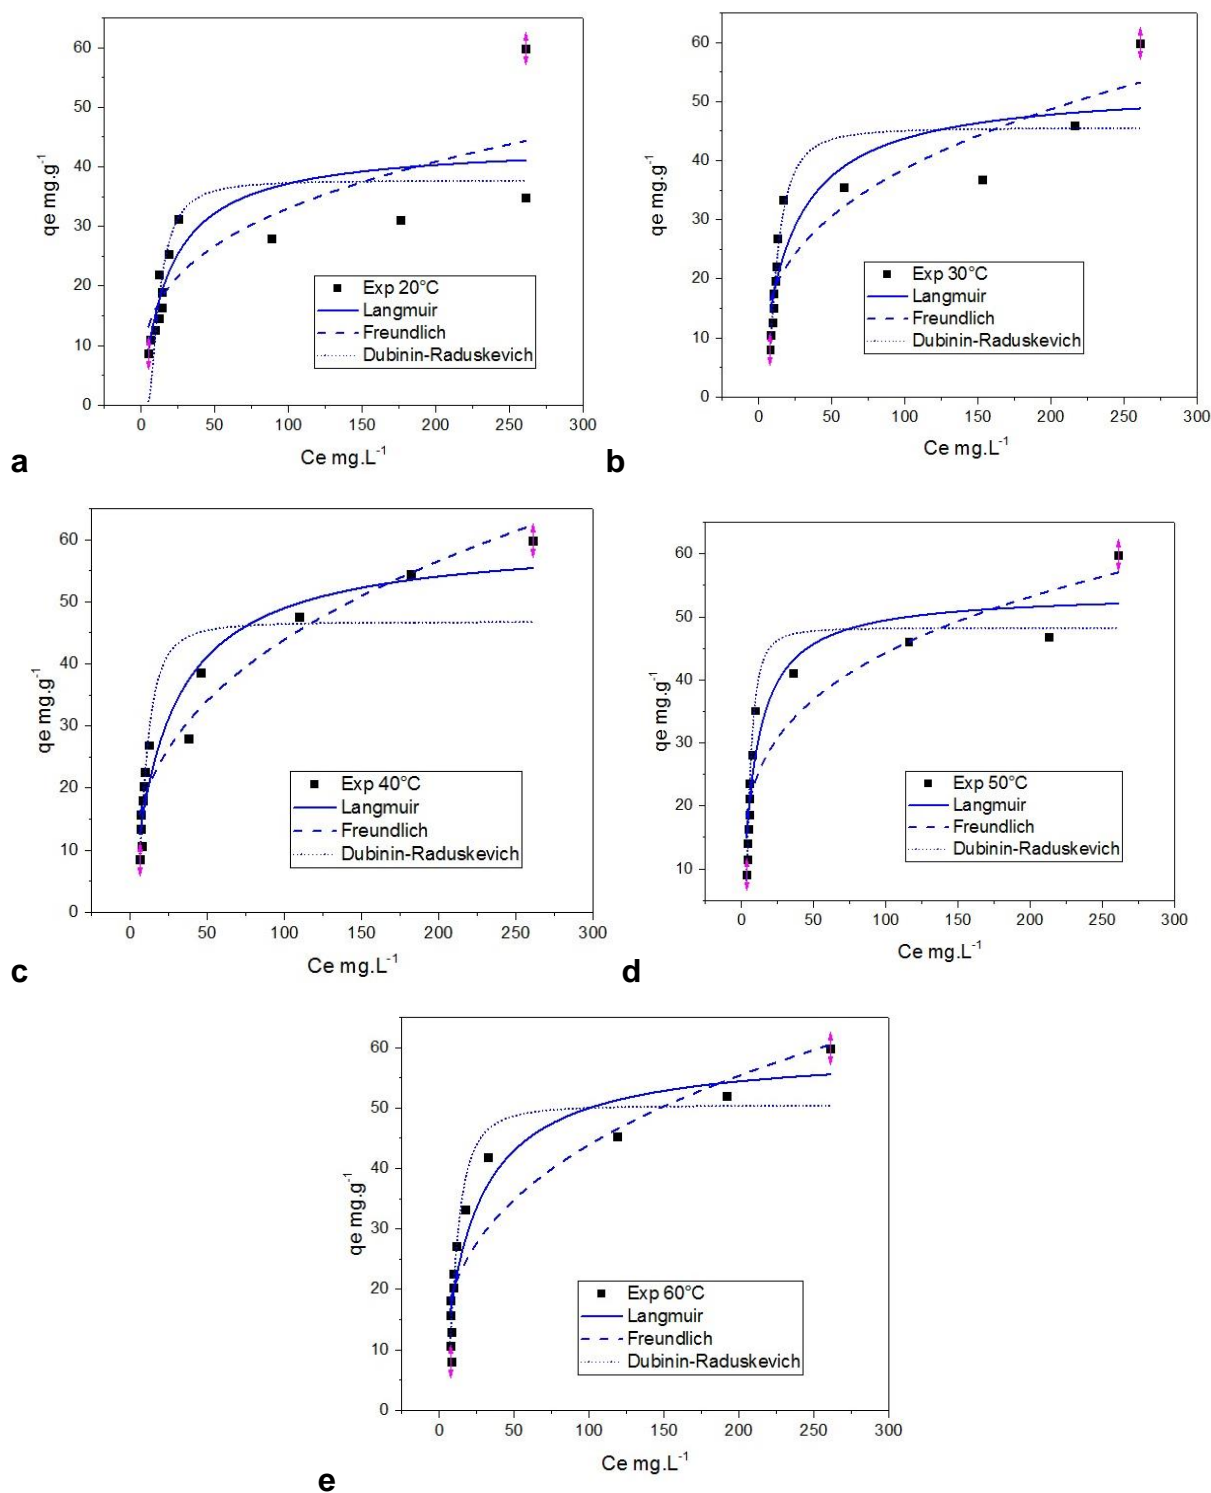 60
50
40
30
20
10
0
qe mg.g-1
Exp 20°C
Langmuir
Freundlich
Dubinin-Raduskevich
0 50 100 150 200 250 300
Ce mg.L-1
a
60
50
40
30
20
10
0
qe mg.g-1
Exp 30°C
Langmuir
Freundlich
Dubinin-Raduskevich
0 50 100 150 200 250 300
Ce mg.L-1
b
60
50
40
30
20
10
0
qe mg.g-1
Exp 40°C
Langmuir
Freundlich
Dubinin-Raduskevich
0 50 100 150 200 250 300
Ce mg.L-1
c
60
50
40
30
20
10
qe mg.g-1
Exp 50°C
Langmuir
Freundlich
Dubinin-Raduskevich
0 50 100 150 200 250 300
Ce mg.L-1
d
60
50
40
30
20
10
0
qe mg.g-1
Exp 60°C
Langmuir
Freundlich
Dubinin-Raduskevich
0 50 100 150 200 250 300
Ce mg.L-1
e